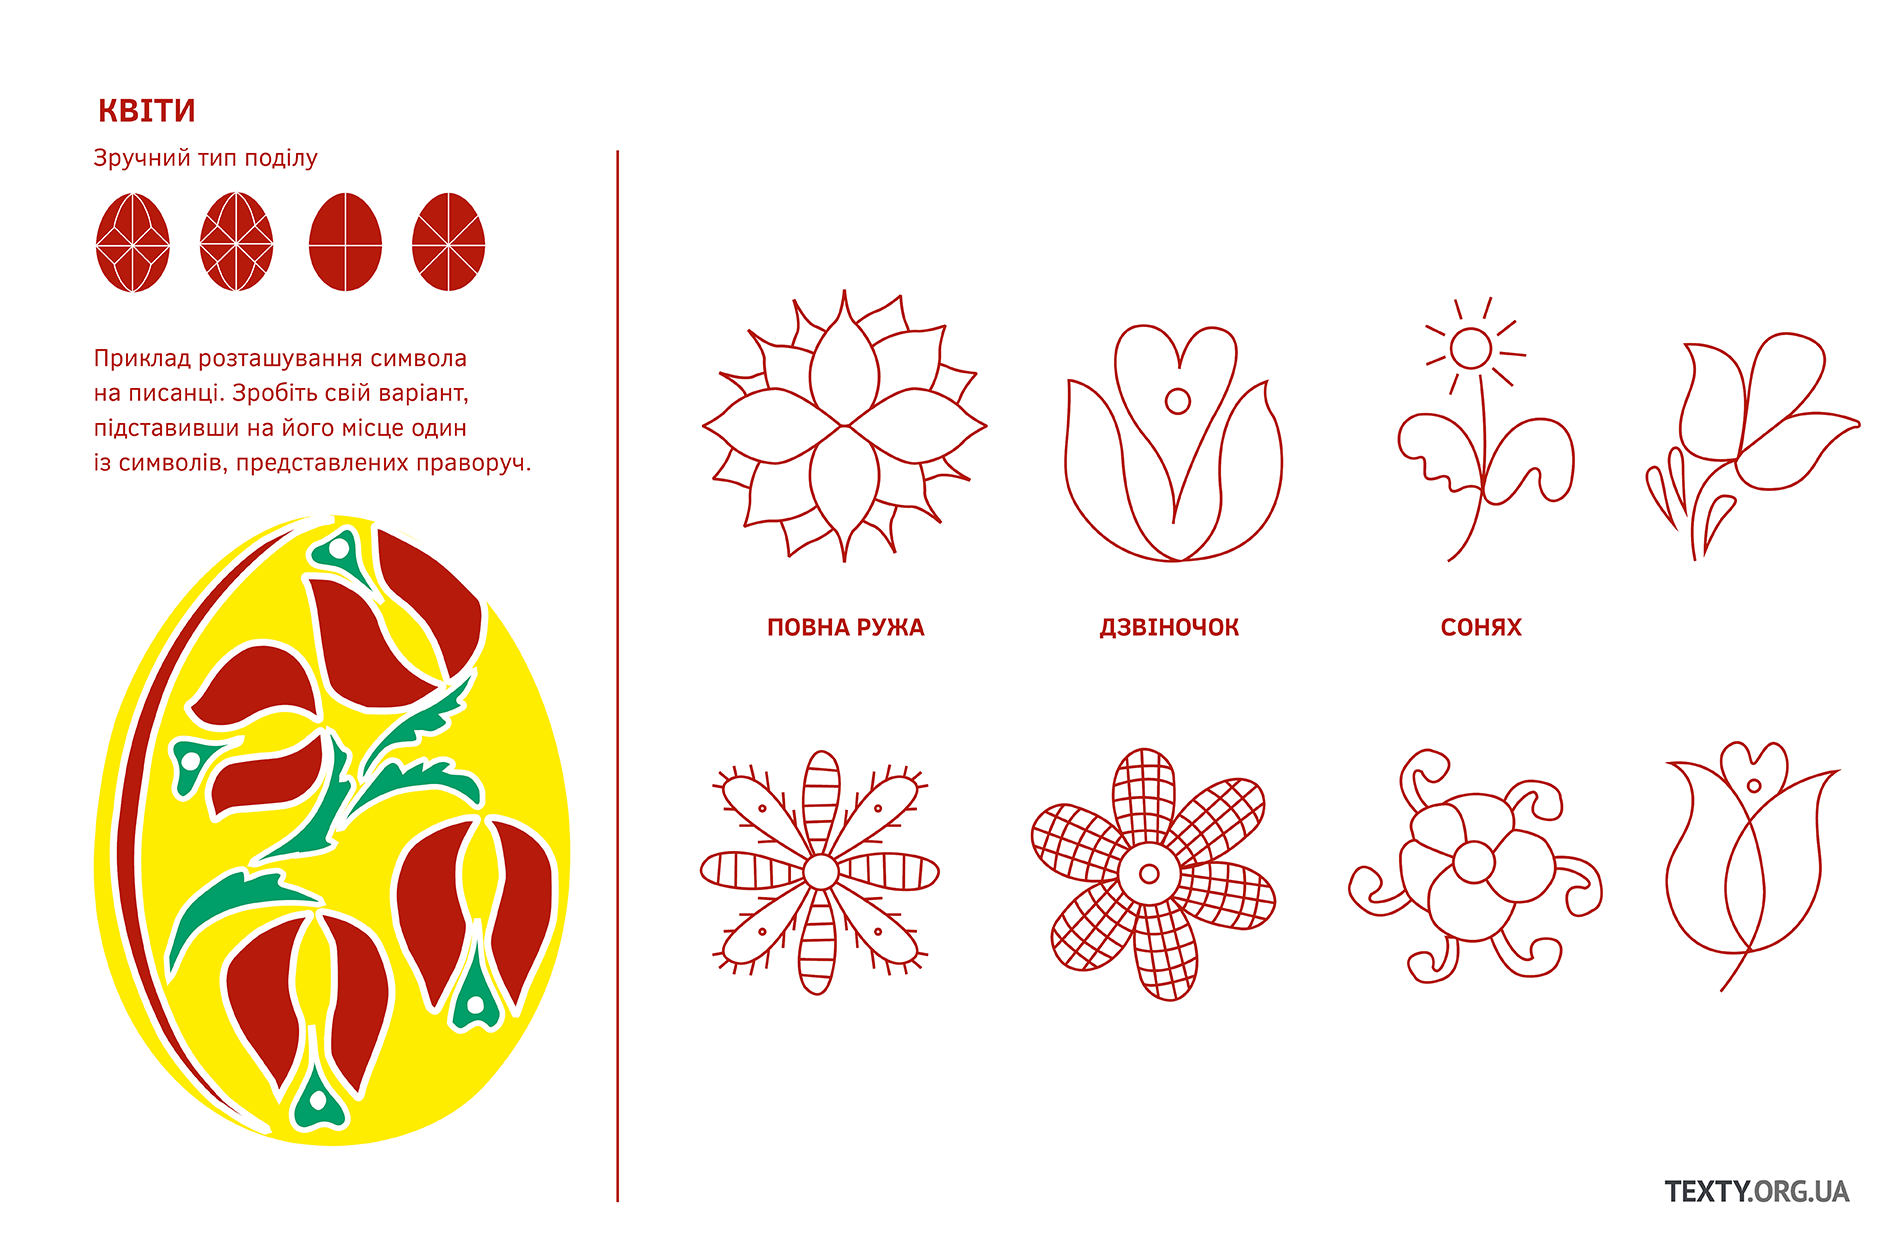 КВІТИ
Зручний тип поділу
Приклад розташування символа
на писанці. Зробіть свій варіант,
підставивши на його місце один
із символів, представлених праворуч.
ПОВНА РУЖА
ДЗВІНОЧОК
СОНЯХ
TEXTY.ORG.UA